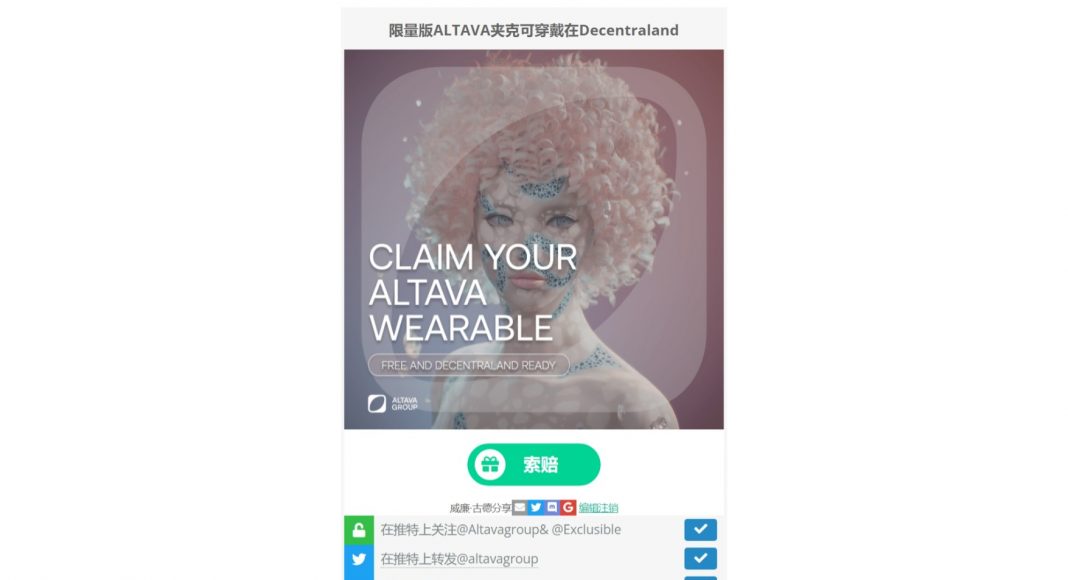 限量版ALTAVA夹克可穿戴在Decentraland
CLAIM YOUR
ALTAVA
WEARABLE
FREE AND DECENTRALAND READY
ALTAVA
GROUP
索赔
威廉·古德分享 编辑注销
在推特上关注@Altavagroup& @Exclusible
在推特上转发@altavagroup